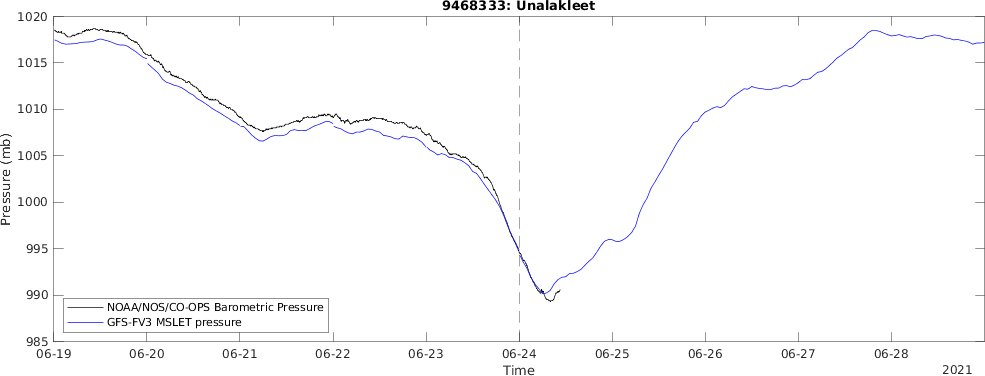 9468333: Unalakleet
Pressure (mb)
1020
1015
1010
1005
1000
995
990
985
NOAA/NOS/CO-OPS Barometric Pressure
GFS-FV3 MSLET pressure
06-19 06-20 06-21 06-22 06-23 06-24 06-25 06-26 06-27 06-28
Time
2021